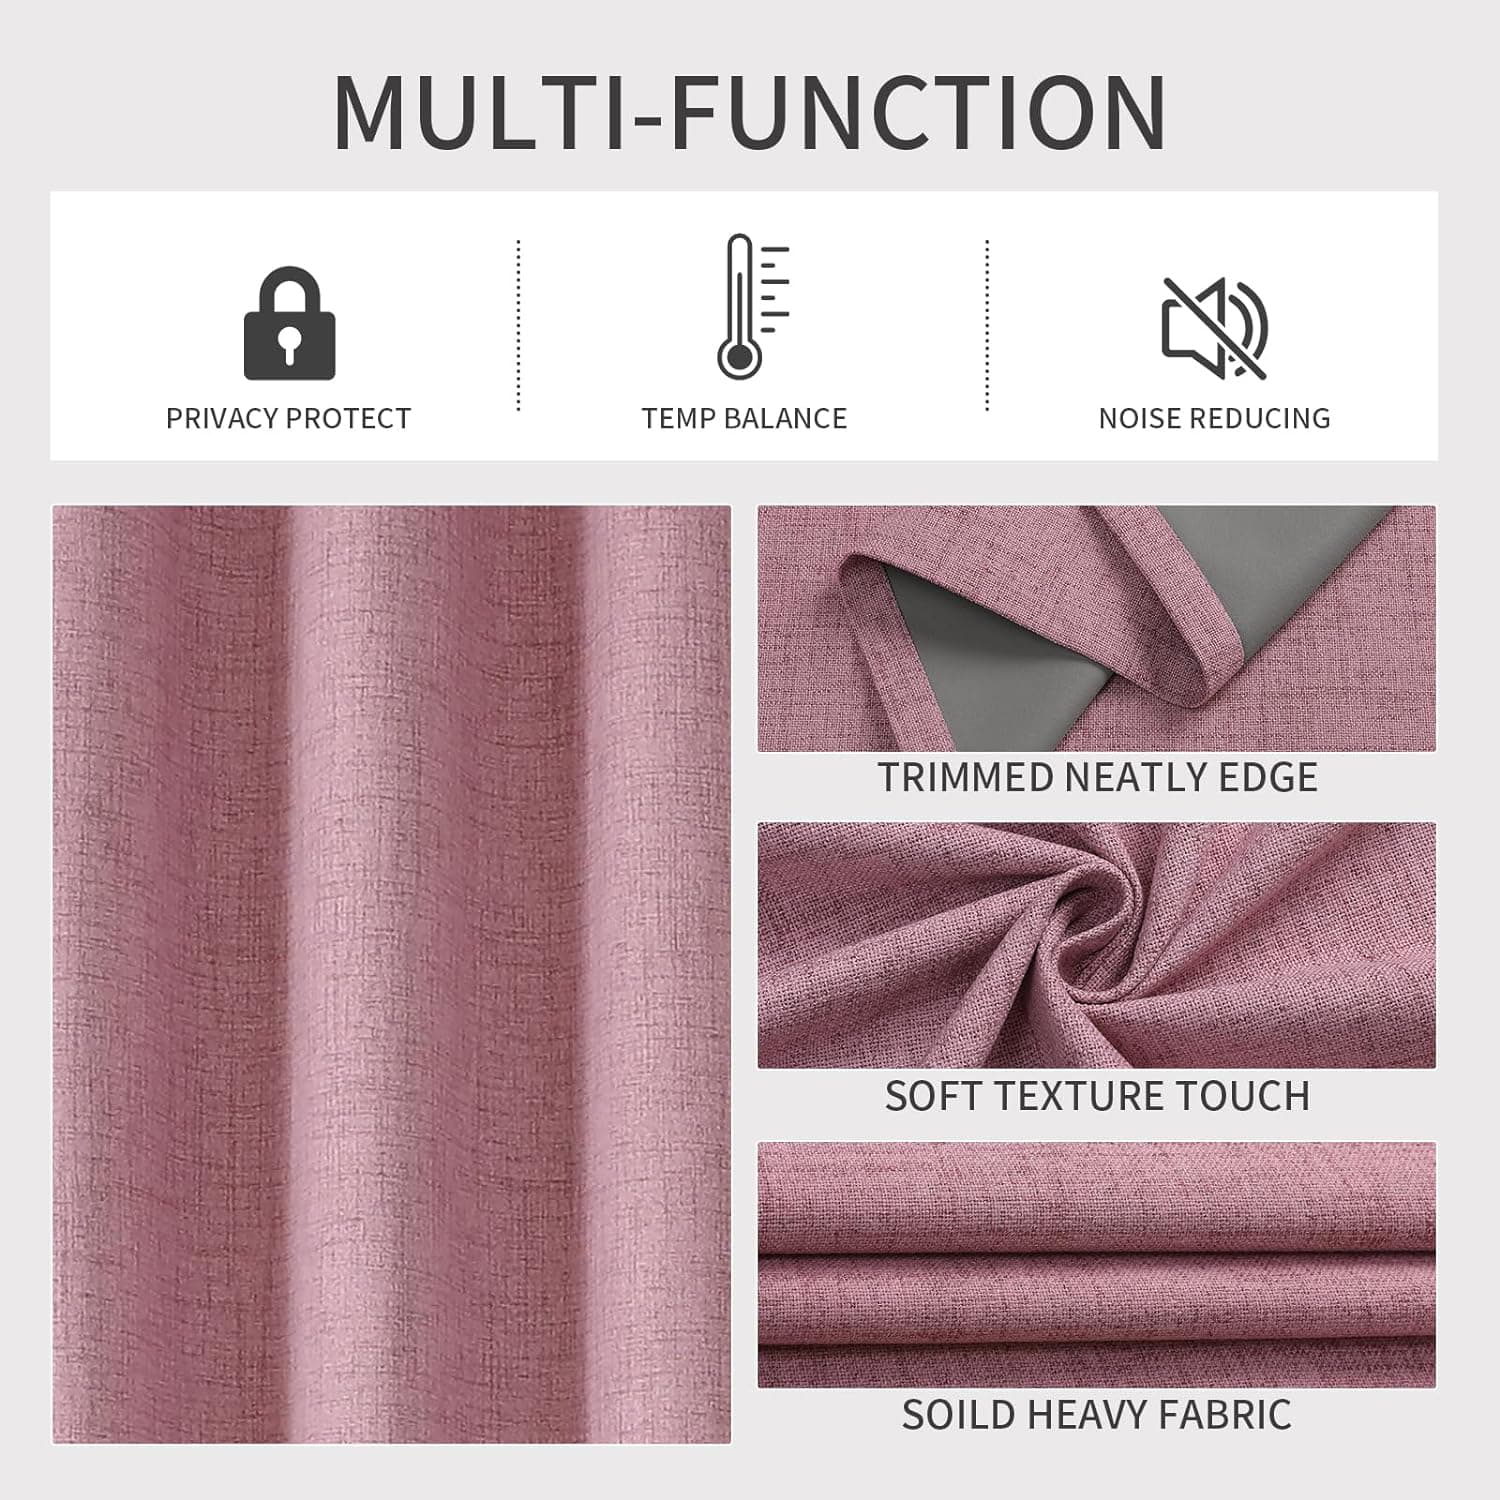 MULTI-FUNCTION
PRIVACY PROTECT
TEMP BALANCE
NOISE REDUCING
TRIMMED NEATLY EDGE
SOFT TEXTURE TOUCH
SOILD HEAVY FABRIC